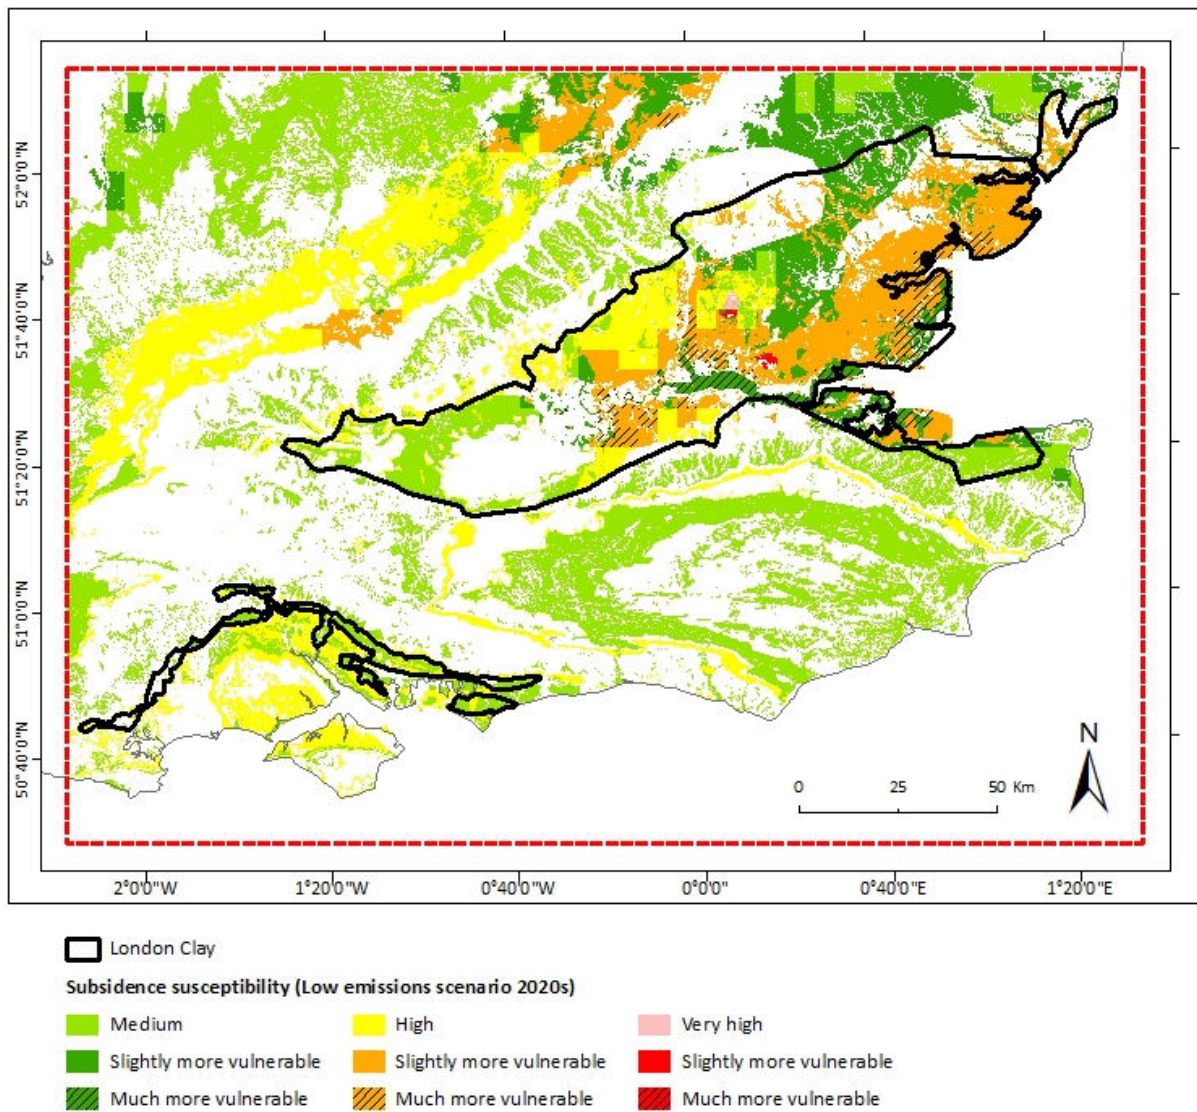 52°0'0"N
51°40'0"N
51°20'0"N
51°0'0"N
50°40'0"N
N
0 25 50 Km
2°0'0"W 1°20'0"W 0°40'0"W 0°0'0" 0°40'0"E 1°20'0"E
London Clay
Subsidence susceptibility (Low emissions scenario 2020s)
Medium High Very high
Slightly more vulnerable Slightly more vulnerable Slightly more vulnerable
Much more vulnerable Much more vulnerable Much more vulnerable